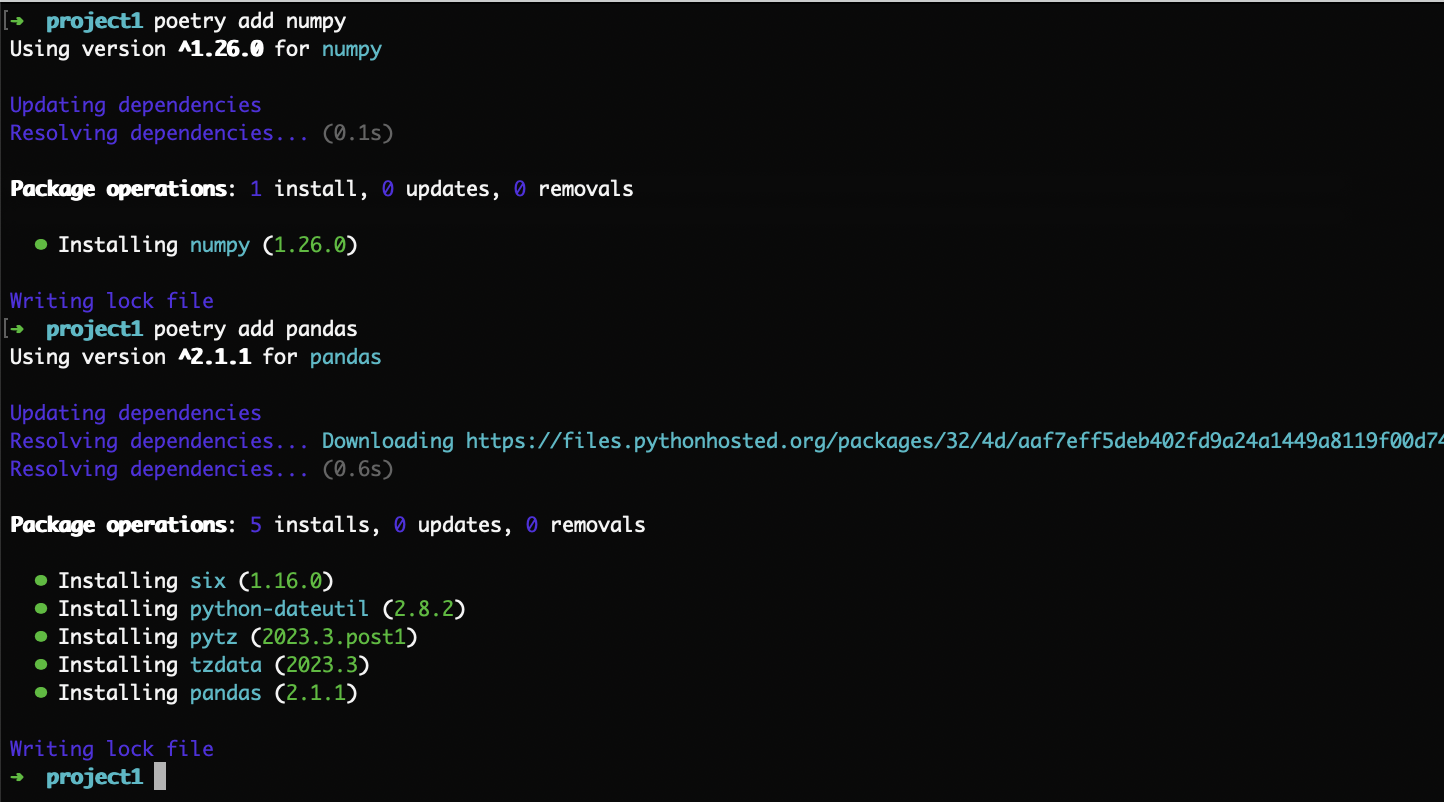 [➜  project1 poetry add numpy
Using version ^1.26.0 for numpy
Updating dependencies
Resolving dependencies... (0.1s)
Package operations: 1 install, 0 updates, 0 removals
• Installing numpy (1.26.0)
Writing lock file
[➜  project1 poetry add pandas
Using version ^2.1.1 for pandas
Updating dependencies
Resolving dependencies... Downloading https://files.pythonhosted.org/packages/32/4d/aaf7eff5deb402fd9a24a1449a8119f00d74
Resolving dependencies... (0.6s)
Package operations: 5 installs, 0 updates, 0 removals
• Installing six (1.16.0)
• Installing python-dateutil (2.8.2)
• Installing pytz (2023.3.post1)
• Installing tzdata (2023.3)
• Installing pandas (2.1.1)
Writing lock file
➜  project1